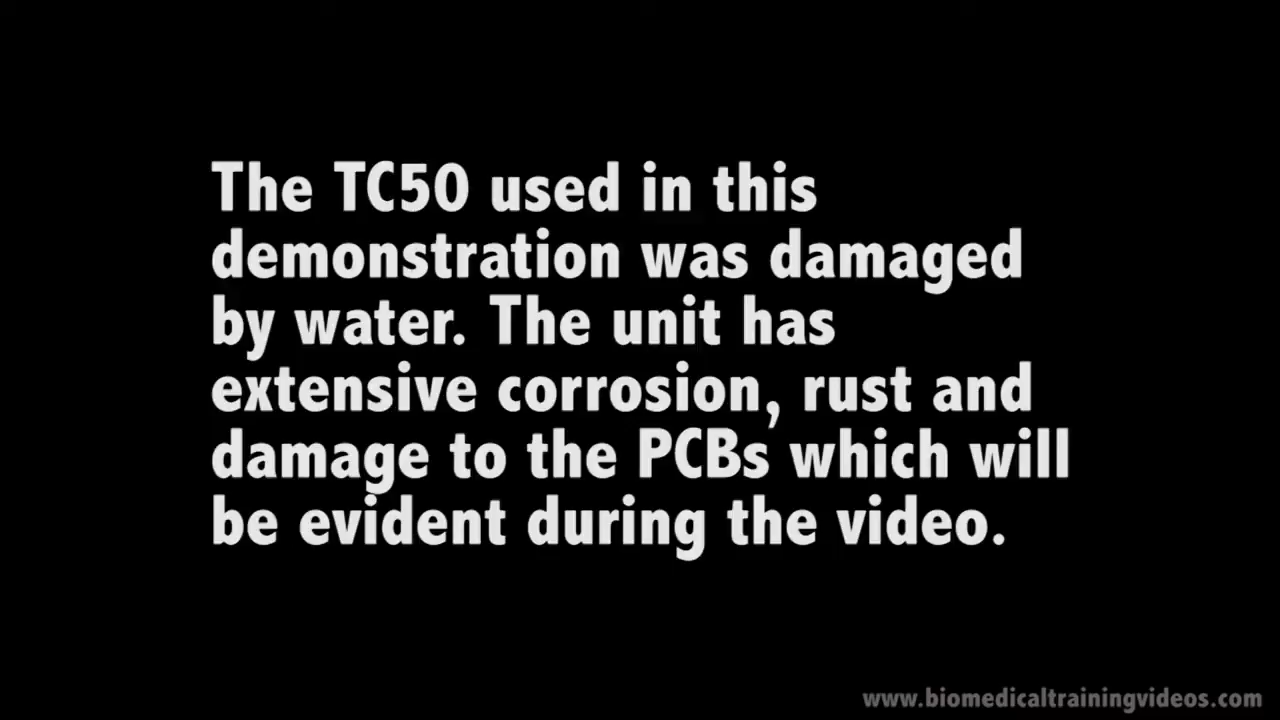 The TC50 used in this
demonstration was damaged
by water. The unit has
extensive corrosion, rust and
damage to the PCBs which will
be evident during the video.
www.biomedicaltrainingvideos.com